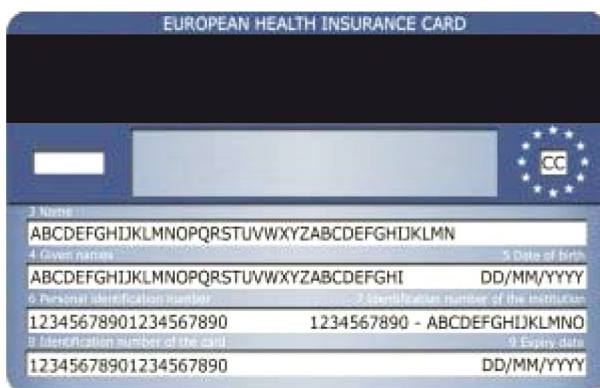 EUROPEAN HEALTH INSURANCE CARD
CC
3 Name
ABCDEFGHIJKLMNOPQRSTUVWXYZABCDEFGHIJKLMN
4 Given names 5 Date of birth
ABCDEFGHIJKLMNOPQRSTUVWXYZABCDEFGHI DD/MM/YYYY
6 Personal identification number 7 Identification number of the institution
12345678901234567890 1234567890 - ABCDEFGHIJKLMNO
8 Identification number of the card 9 Expiry date
12345678901234567890 DD/MM/YYYY